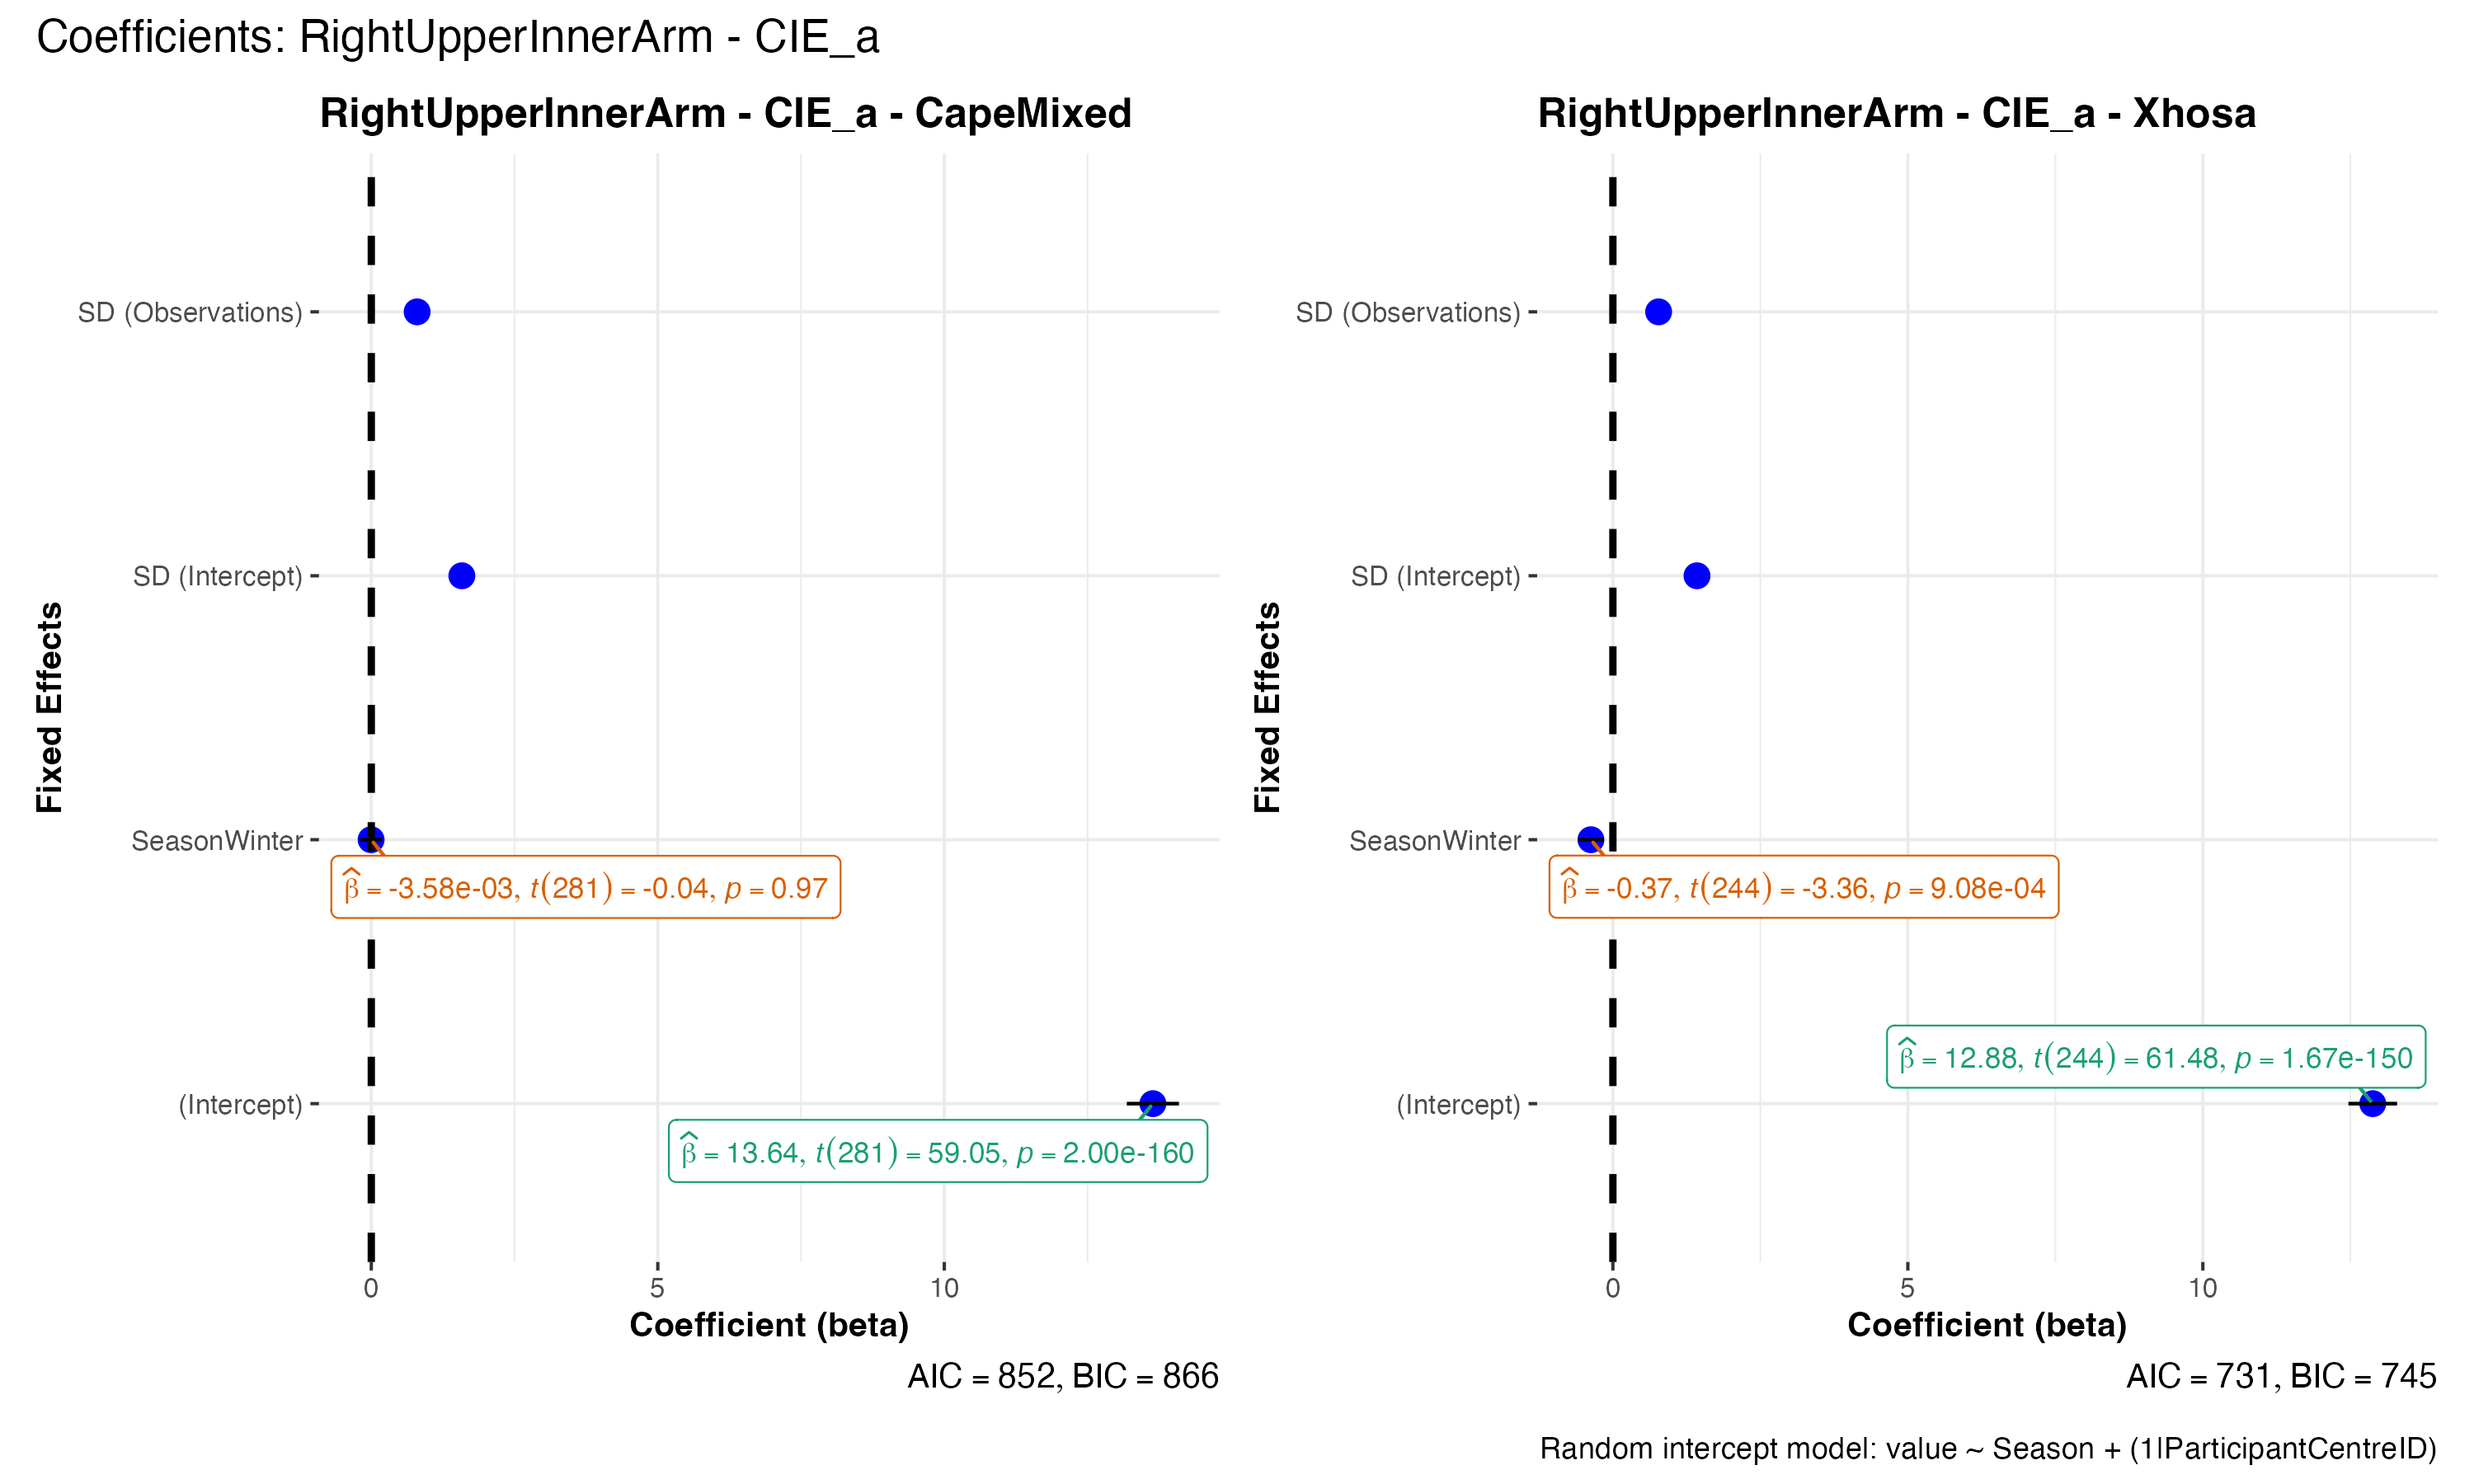 Coefficients: RightUpperInnerArm - CIE_a
RightUpperInnerArm - CIE_a - CapeMixed
Fixed Effects
SD (Observations)
SD (Intercept)
SeasonWinter
β̂ = -3.58e-03, t(281) = -0.04, p = 0.97
(Intercept)
β̂ = 13.64, t(281) = 59.05, p = 2.00e-160
0 5 10
Coefficient (beta)
AIC = 852, BIC = 866
RightUpperInnerArm - CIE_a - Xhosa
Fixed Effects
SD (Observations)
SD (Intercept)
SeasonWinter
β̂ = -0.37, t(244) = -3.36, p = 9.08e-04
β̂ = 12.88, t(244) = 61.48, p = 1.67e-150
(Intercept)
0 5 10
Coefficient (beta)
AIC = 731, BIC = 745
Random intercept model: value ~ Season + (1|ParticipantCentreID)